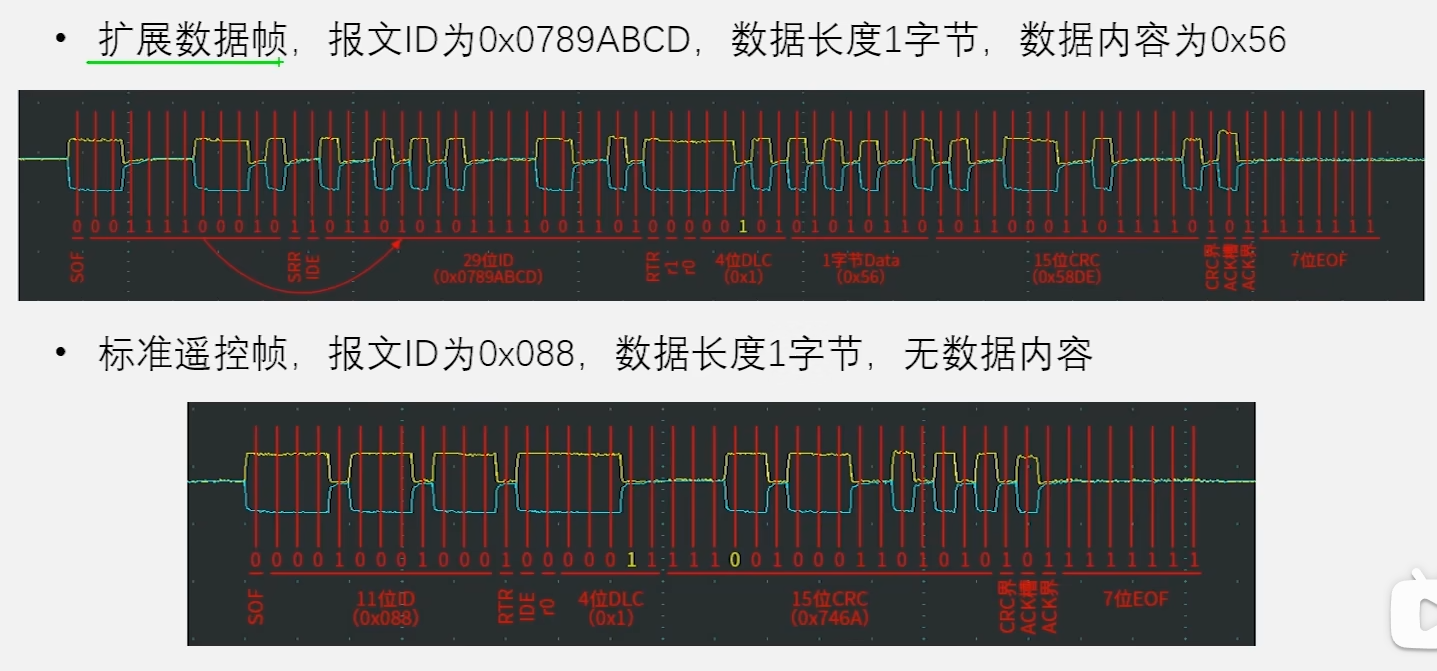 • 扩展数据帧，报文ID为0x0789ABCD，数据长度1字节，数据内容为0x56
0 0 0 1 1 1 1 0 0 0 1 0 1 1 0 1 1 0 1 0 1 0 1 1 1 1 0 0 1 1 0 1 0 0 0 0 0 1 0 1 0 1 0 1 0 1 1 0 1 0 1 1 0 0 0 1 1 0 1 1 1 1 0 1 0 1 1 1 1 1 1 1 1
SOF SRR IDE 29位ID RTR r1 r0 4位DLC 1字节Data 15位CRC CRC界 ACK槽 ACK界 7位EOF
(0x0789ABCD) (0x1) (0x56) (0x58DE)
• 标准遥控帧，报文ID为0x088，数据长度1字节，无数据内容
0 0 0 0 1 0 0 0 1 0 0 0 1 0 0 0 0 0 1 1 1 1 1 0 0 1 0 0 0 1 1 0 1 0 1 0 1 0 1 1 1 1 1 1 1 1
SOF 11位ID RTR IDE r0 4位DLC 15位CRC CRC界 ACK槽 ACK界 7位EOF
(0x088) (0x1) (0x746A)